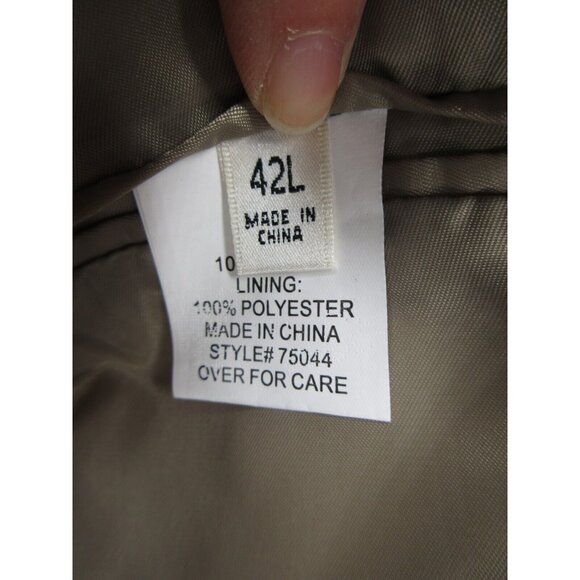 42L
MADE IN
CHINA
10
LINING:
100% POLYESTER
MADE IN CHINA
STYLE# 75044
OVER FOR CARE